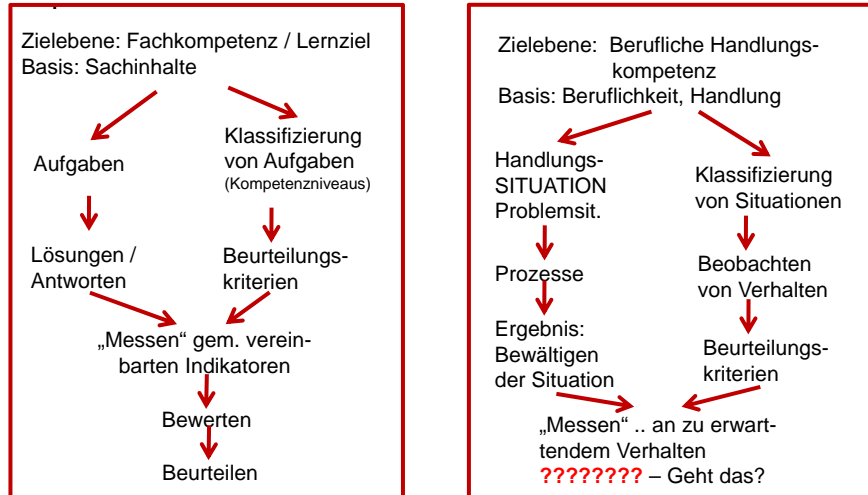 Zielebene: Fachkompetenz / Lernziel
Basis: Sachinhalte
Aufgaben
Klassifizierung
von Aufgaben
(Kompetenzniveaus)
Lösungen /
Antworten
Beurteilungs-
kriterien
„Messen“ gem. verein-
barten Indikatoren
Bewerten
Beurteilen
Zielebene: Berufliche Handlungs-
kompetenz
Basis: Beruflichkeit, Handlung
Handlungs-
SITUATION
Problemsit.
Klassifizierung
von Situationen
Prozesse
Beobachten
von Verhalten
Ergebnis:
Bewältigen
der Situation
Beurteilungs-
kriterien
„Messen“ .. an zu erwart-
tendem Verhalten
???????? – Geht das?